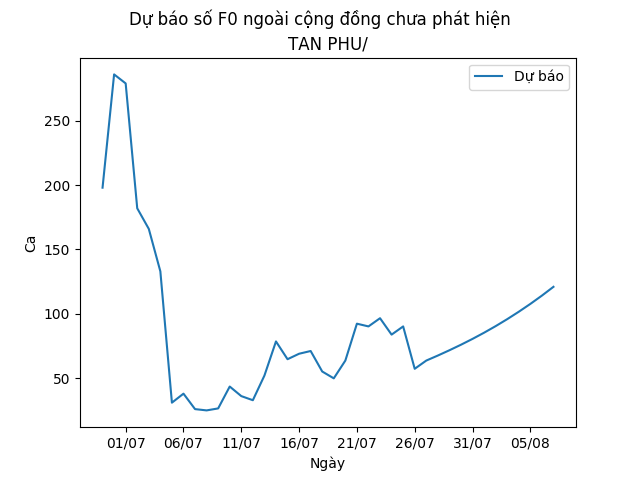 Dự báo số F0 ngoài cộng đồng chưa phát hiện
TAN PHU/
Dự báo
Ca
250
200
150
100
50
01/07 06/07 11/07 16/07 21/07 26/07 31/07 05/08
Ngày